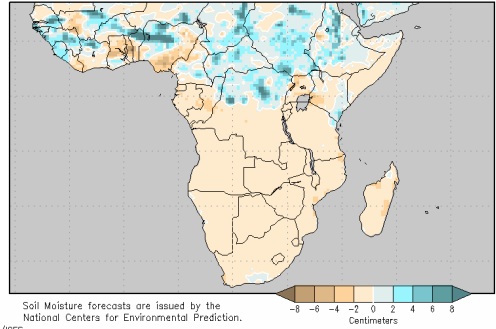 Soil Moisture forecasts are issued by the
National Centers for Environmental Prediction.
-8 -6 -4 -2 0 2 4 6 8
Centimeters